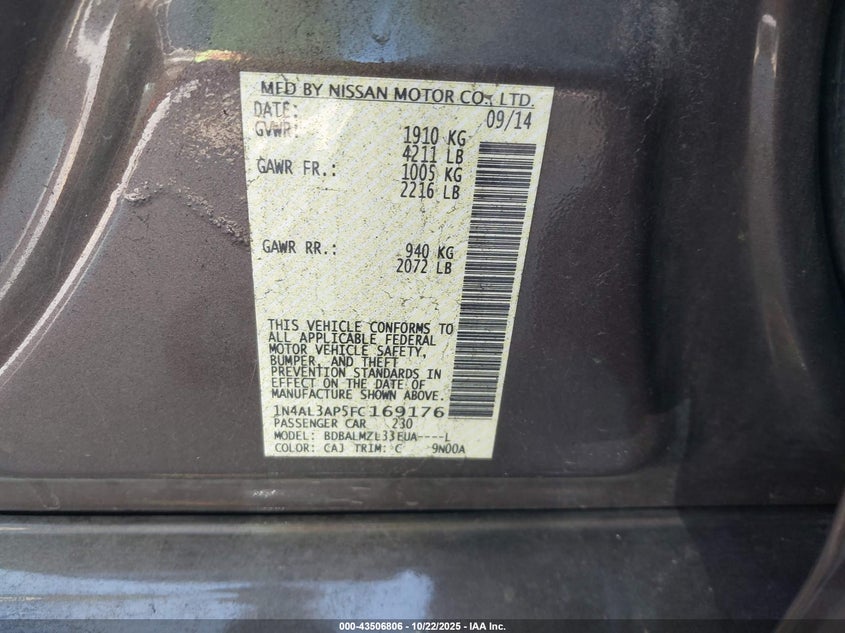 MFD BY NISSAN MOTOR CO., LTD.
DATE: 09/14
GVWR: 1910 KG
4211 LB
GAWR FR.: 1005 KG
2216 LB
GAWR RR.: 940 KG
2072 LB
THIS VEHICLE CONFORMS TO
ALL APPLICABLE FEDERAL
MOTOR VEHICLE SAFETY,
BUMPER, AND THEFT
PREVENTION STANDARDS IN
EFFECT ON THE DATE OF
MANUFACTURE SHOWN ABOVE.
1N4AL3AP5FC169176
PASSENGER CAR 230
MODEL: BDBALMZL33EUA----L
COLOR: CAJ TRIM: C 9N00A
000-43506806 - 10/22/2025 - IAA Inc.